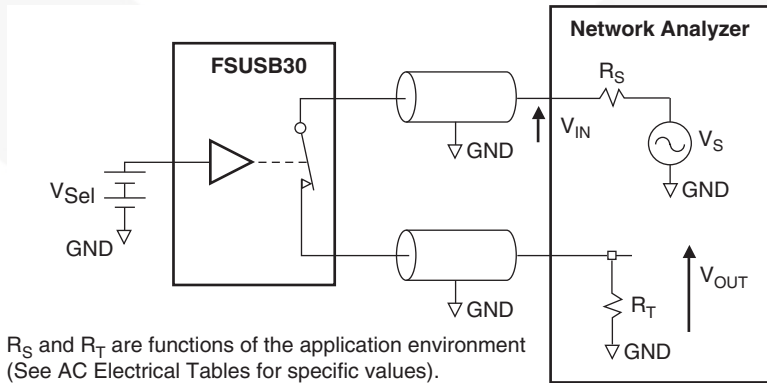 Network Analyzer
FSUSB30
R_S
GND
V_IN
V_S
GND
V_Sel
GND
GND
V_OUT
R_T
GND
R_S and R_T are functions of the application environment
(See AC Electrical Tables for specific values).